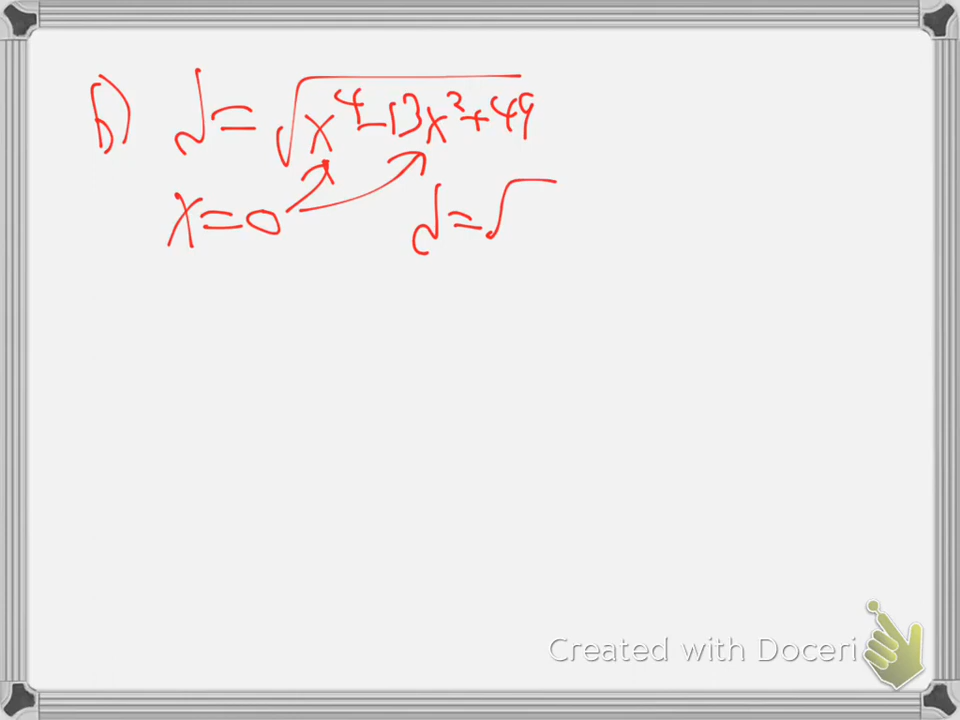 b) d = √x⁴-13x²+49
x=0 d=√
Created with Doceri